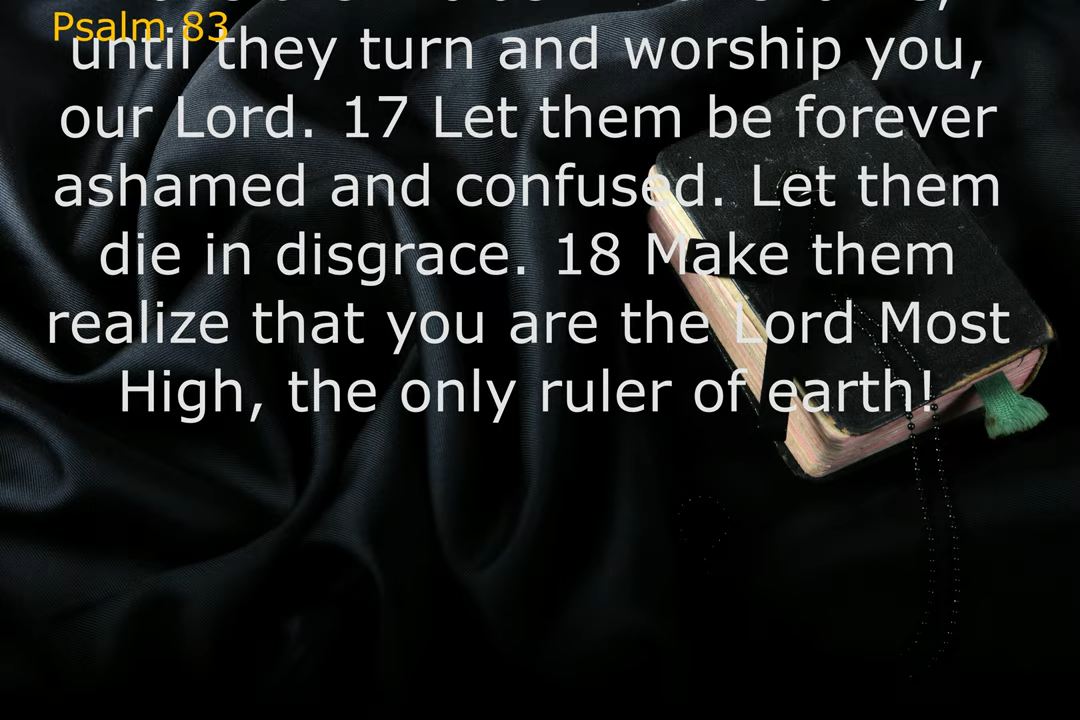 Psalm 83
until they turn and worship you,
our Lord. 17 Let them be forever
ashamed and confused. Let them
die in disgrace. 18 Make them
realize that you are the Lord Most
High, the only ruler of earth!